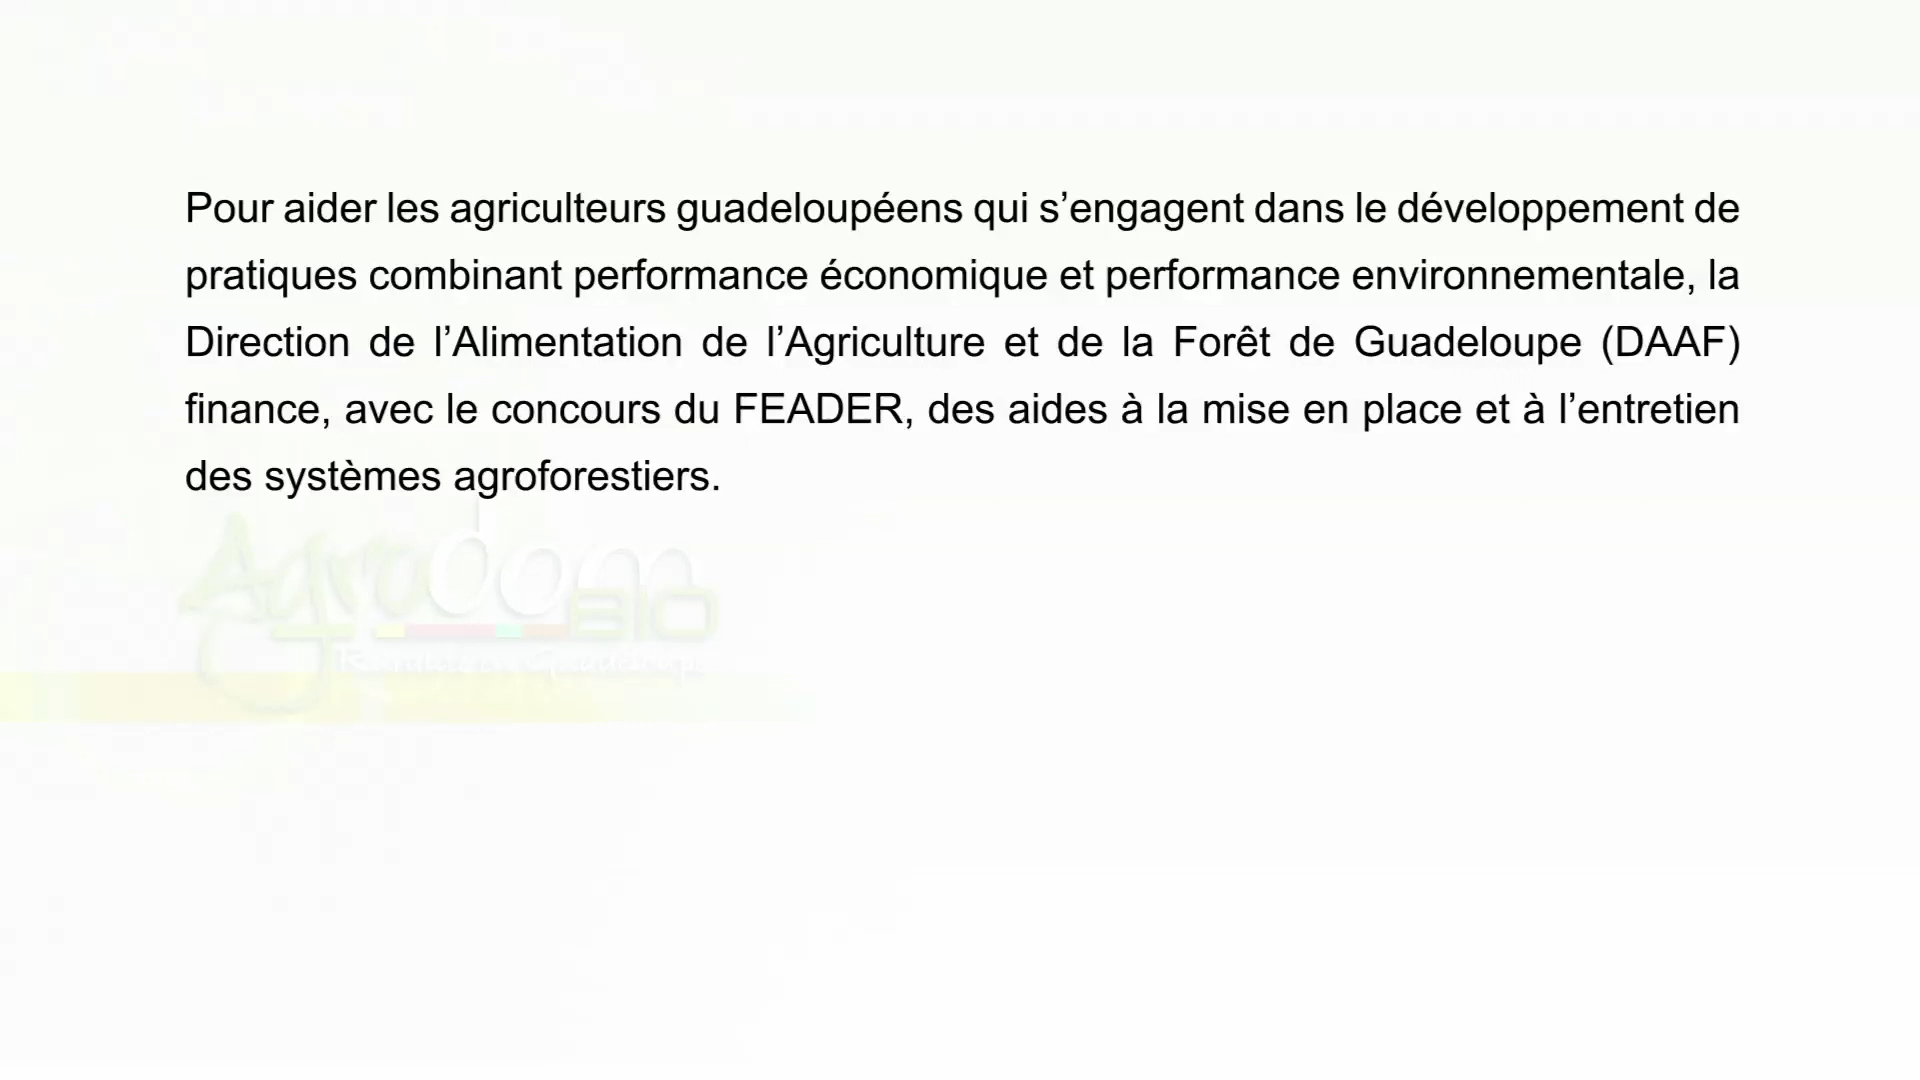 Pour aider les agriculteurs guadeloupéens qui s’engagent dans le développement de
pratiques combinant performance économique et performance environnementale, la
Direction de l’Alimentation de l’Agriculture et de la Forêt de Guadeloupe (DAAF)
finance, avec le concours du FEADER, des aides à la mise en place et à l’entretien
des systèmes agroforestiers.
Agrodom
BIO